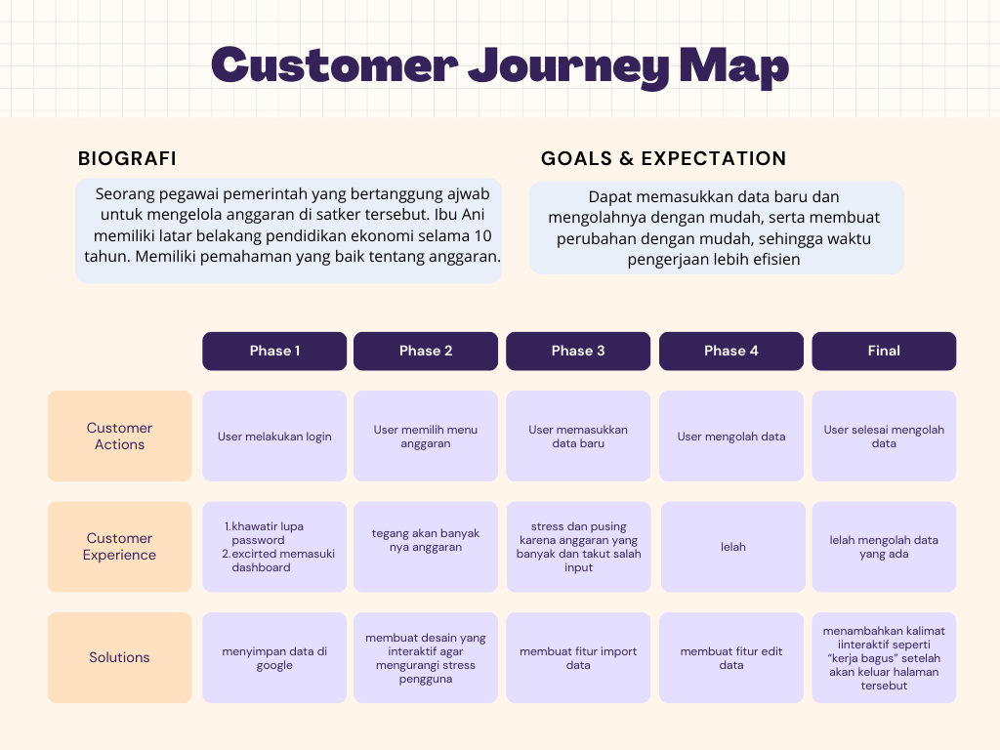 Customer Journey Map
BIOGRAFI
Seorang pegawai pemerintah yang bertanggung ajwab
untuk mengelola anggaran di satker tersebut. Ibu Ani
memiliki latar belakang pendidikan ekonomi selama 10
tahun. Memiliki pemahaman yang baik tentang anggaran.
GOALS & EXPECTATION
Dapat memasukkan data baru dan
mengolahnya dengan mudah, serta membuat
perubahan dengan mudah, sehingga waktu
pengerjaan lebih efisien
Phase 1
Phase 2
Phase 3
Phase 4
Final
Customer
Actions
User melakukan login
User memilih menu
anggaran
User memasukkan
data baru
User mengolah data
User selesai mengolah
data
Customer
Experience
1.khawatir lupa
password
2.excirted memasuki
dashboard
tegang akan banyak
nya anggaran
stress dan pusing
karena anggaran yang
banyak dan takut salah
input
lelah
lelah mengolah data
yang ada
Solutions
menyimpan data di
google
membuat desain yang
interaktif agar
mengurangi stress
pengguna
membuat fitur import
data
membuat fitur edit
data
menambahkan kalimat
iinteraktif seperti
“kerja bagus” setelah
akan keluar halaman
tersebut